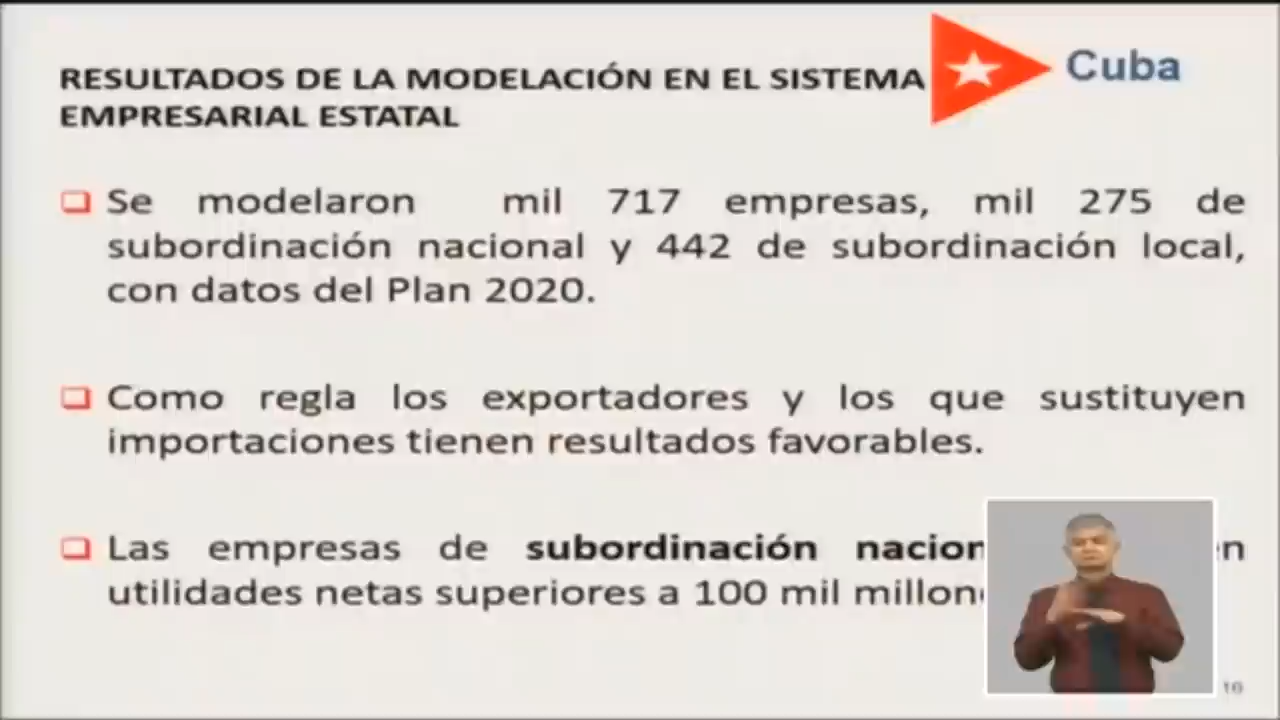 RESULTADOS DE LA MODELACIÓN EN EL SISTEMA
EMPRESARIAL ESTATAL
Cuba
Se modelaron mil 717 empresas, mil 275 de
subordinación nacional y 442 de subordinación local,
con datos del Plan 2020.
Como regla los exportadores y los que sustituyen
importaciones tienen resultados favorables.
Las empresas de subordinación
utilidades netas superiores a 100 mil
16